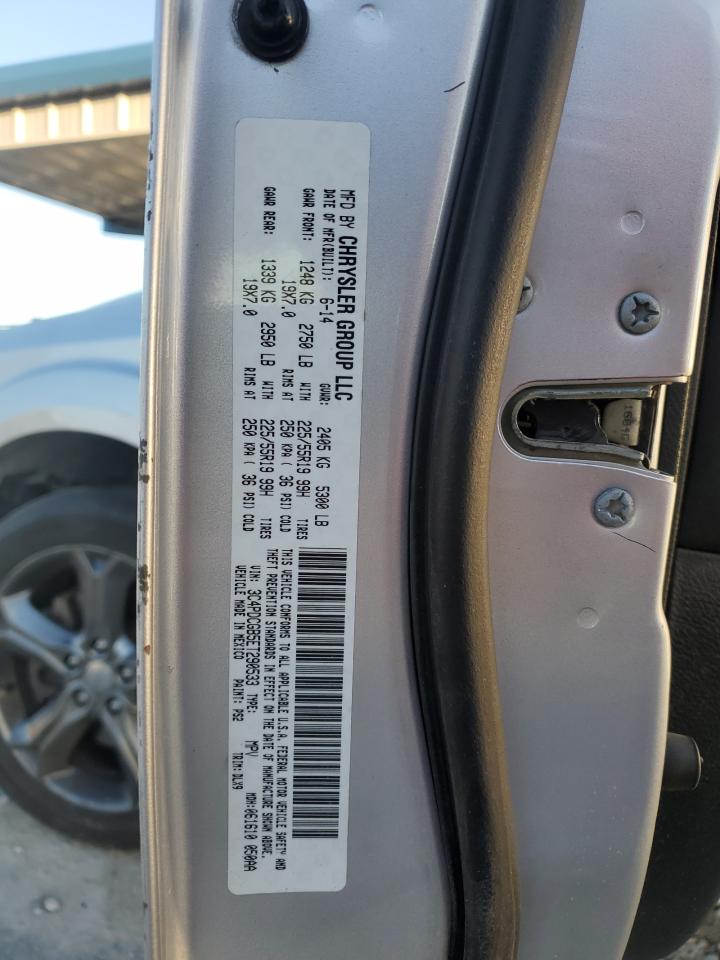 MFD BY CHRYSLER GROUP LLC
DATE OF MFR(BUILT): 6-14 GVWR: 2405 KG 5300 LB
GAWR FRONT: 1248 KG 2750 LB WITH 225/55R19 99H TIRES
19X7.0 RIMS AT 250 KPA ( 36 PSI) COLD
GAWR REAR: 1339 KG 2950 LB WITH 225/55R19 99H TIRES
19X7.0 RIMS AT 250 KPA ( 36 PSI) COLD
THIS VEHICLE CONFORMS TO ALL APPLICABLE U.S.A. FEDERAL MOTOR VEHICLE SAFETY AND
THEFT PREVENTION STANDARDS IN EFFECT ON THE DATE OF MANUFACTURE SHOWN ABOVE.
VIN: 3C4PDCGB5ET290533 TYPE: MPV MDH:061610 050AA
VEHICLE MADE IN MEXICO PAINT: PS2 TRIM: DLX9